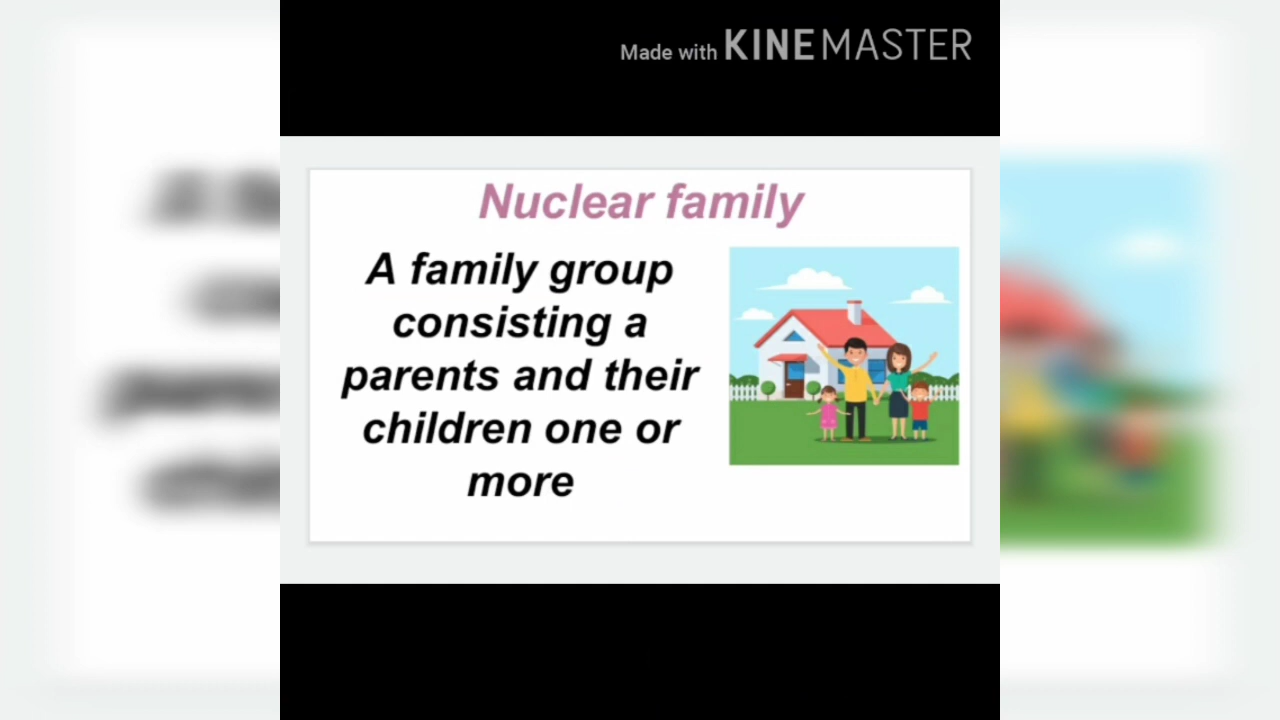 Made with KINEMASTER
Nuclear family
A family group
consisting a
parents and their
children one or
more